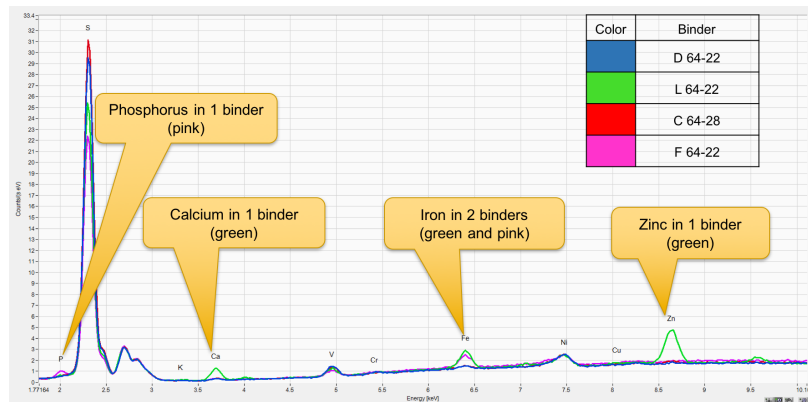 33.4
32
31
30
29
28
27
26
25
24
23
22
21
20
19
18
17
16
15
14
13
12
11
10
9
8
7
6
5
4
3
2
1
0
Counts[/s eV]
S
Color Binder
D 64-22
L 64-22
C 64-28
F 64-22
Phosphorus in 1 binder
(pink)
Calcium in 1 binder
(green)
Iron in 2 binders
(green and pink)
Zinc in 1 binder
(green)
P
K
Ca
V
Cr
Fe
Ni
Cu
Zn
1.77164 2.5 3 3.5 4 4.5 5 5.5 6 6.5 7 7.5 8 8.5 9 9.5
Energy [keV]